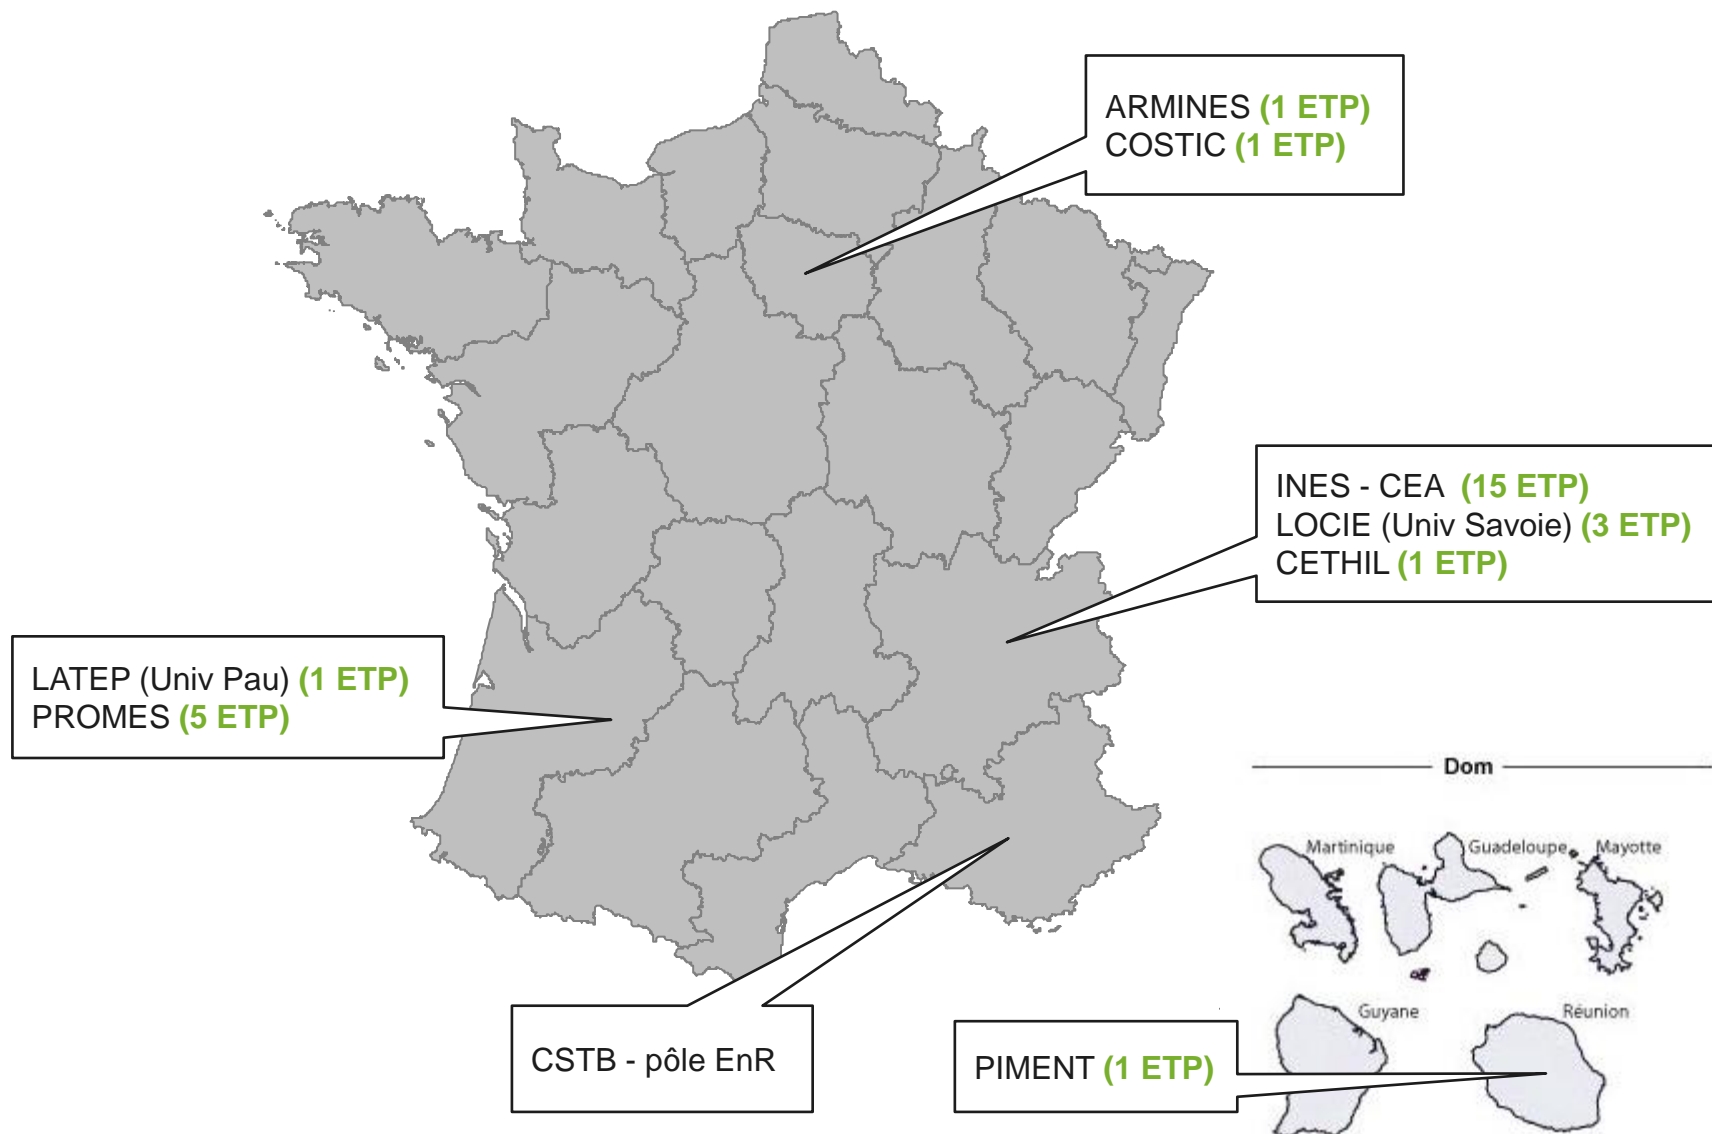 ARMINES (1 ETP)
COSTIC (1 ETP)
INES - CEA (15 ETP)
LOCIE (Univ Savoie) (3 ETP)
CETHIL (1 ETP)
LATEP (Univ Pau) (1 ETP)
PROMES (5 ETP)
Dom
Martinique
Guadeloupe
Mayotte
Guyane
Réunion
CSTB - pôle EnR
PIMENT (1 ETP)